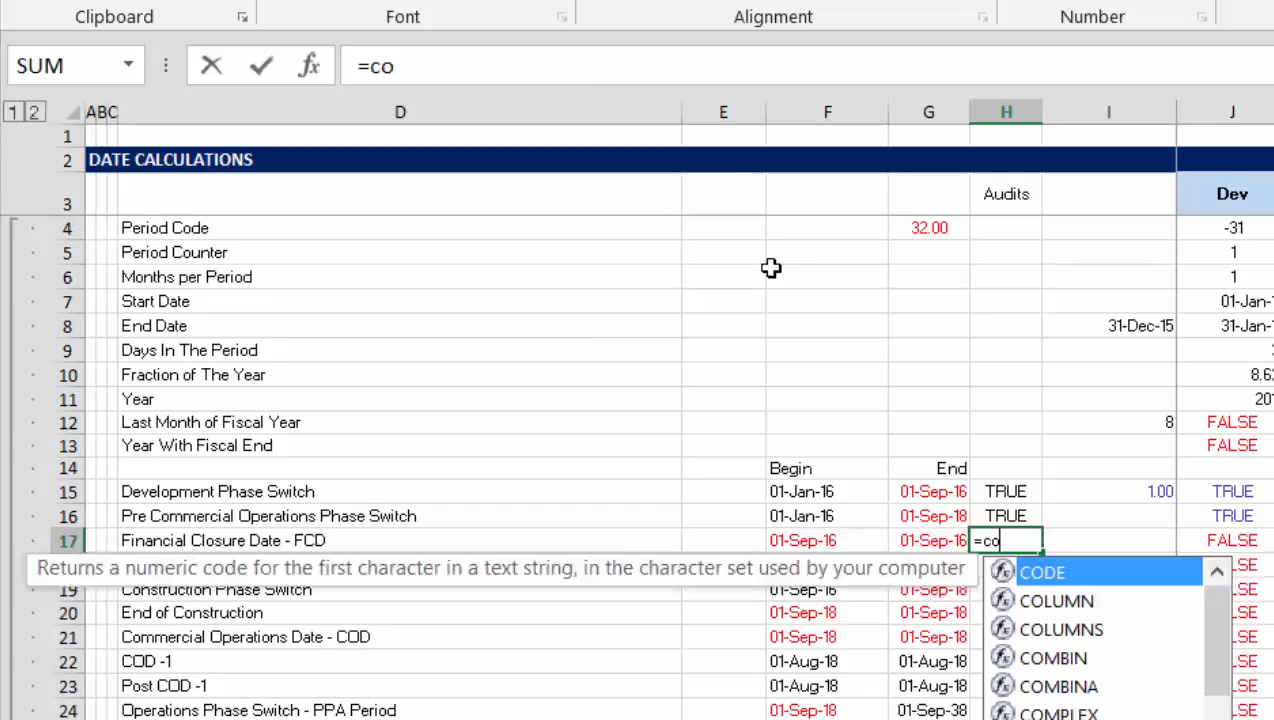 Clipboard Font Alignment Number
SUM fx =co
1 2 A B C D E F G H I J
1
2 DATE CALCULATIONS
3 Audits Dev
4 Period Code 32.00 -31
5 Period Counter 1
6 Months per Period 1
7 Start Date 01-Jan-
8 End Date 31-Dec-15 31-Jan-
9 Days In The Period
10 Fraction of The Year 8.6
11 Year 201
12 Last Month of Fiscal Year 8 FALSE
13 Year With Fiscal End FALSE
14 Begin End
15 Development Phase Switch 01-Jan-16 01-Sep-16 TRUE 1.00 TRUE
16 Pre Commercial Operations Phase Switch 01-Jan-16 01-Sep-18 TRUE TRUE
17 Financial Closure Date - FCD 01-Sep-16 01-Sep-16 =co FALSE
Returns a numeric code for the first character in a text string, in the character set used by your computer
CODE
19 Construction Phase Switch 01-Sep-16 01-Sep-18 COLUMN
20 End of Construction 01-Sep-18 01-Sep-18 COLUMNS
21 Commercial Operations Date - COD 01-Sep-18 01-Sep-18
22 COD -1 01-Aug-18 01-Aug-18 COMBIN
23 Post COD -1 01-Aug-18 01-Aug-18 COMBINA
24 Operations Phase Switch - PPA Period 01-Sep-18 01-Sep-38 COMPLEX